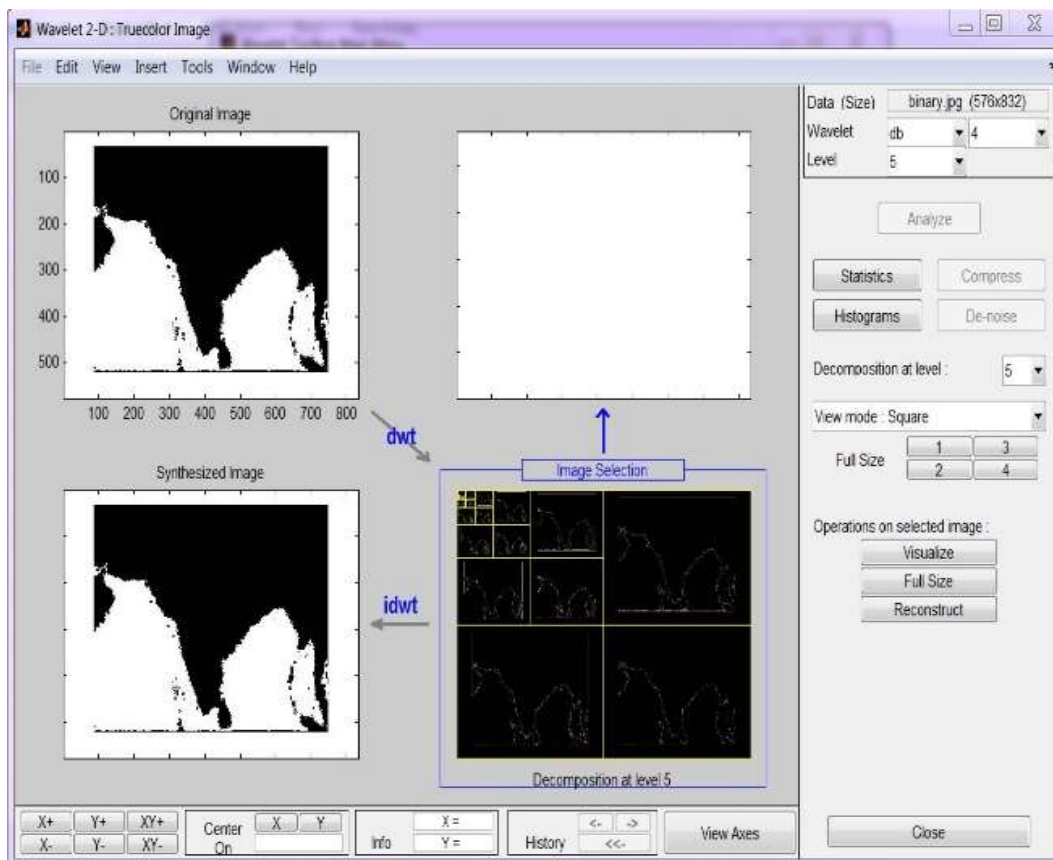 Wavelet 2-D : Truecolor Image
File Edit View Insert Tools Window Help
Original Image
100
200
300
400
500
100 200 300 400 500 600 700 800
dwt
Synthesized Image
idwt
Image Selection
Decomposition at level 5
Data (Size) binary.jpg (576x832)
Wavelet db 4
Level 5
Analyze
Statistics Compress
Histograms De-noise
Decomposition at level : 5
View mode : Square
Full Size 1 3
2 4
Operations on selected image :
Visualize
Full Size
Reconstruct
X+ Y+ XY+
X- Y- XY-
Center On X Y
Info X =
Y =
History <- ->
<<-
View Axes
Close